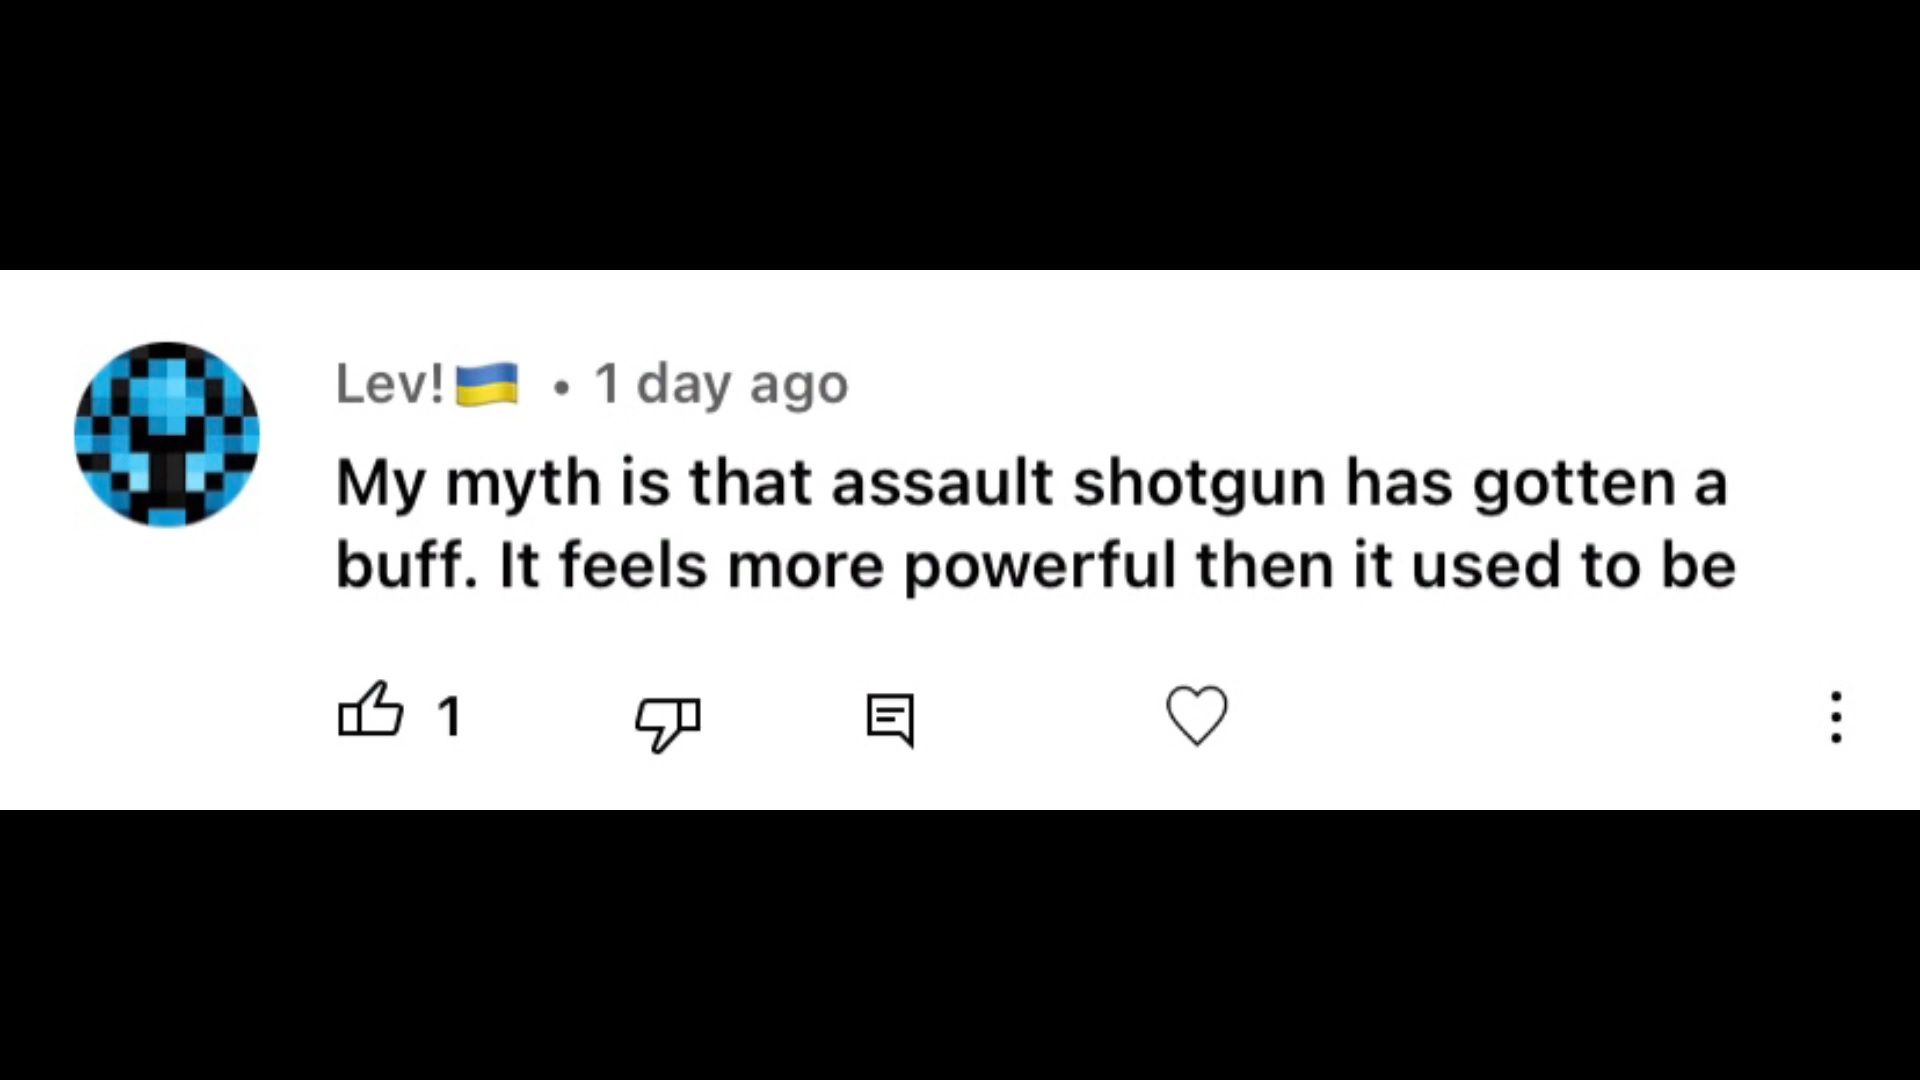 Lev!🇺🇦 • 1 day ago
My myth is that assault shotgun has gotten a
buff. It feels more powerful then it used to be
1